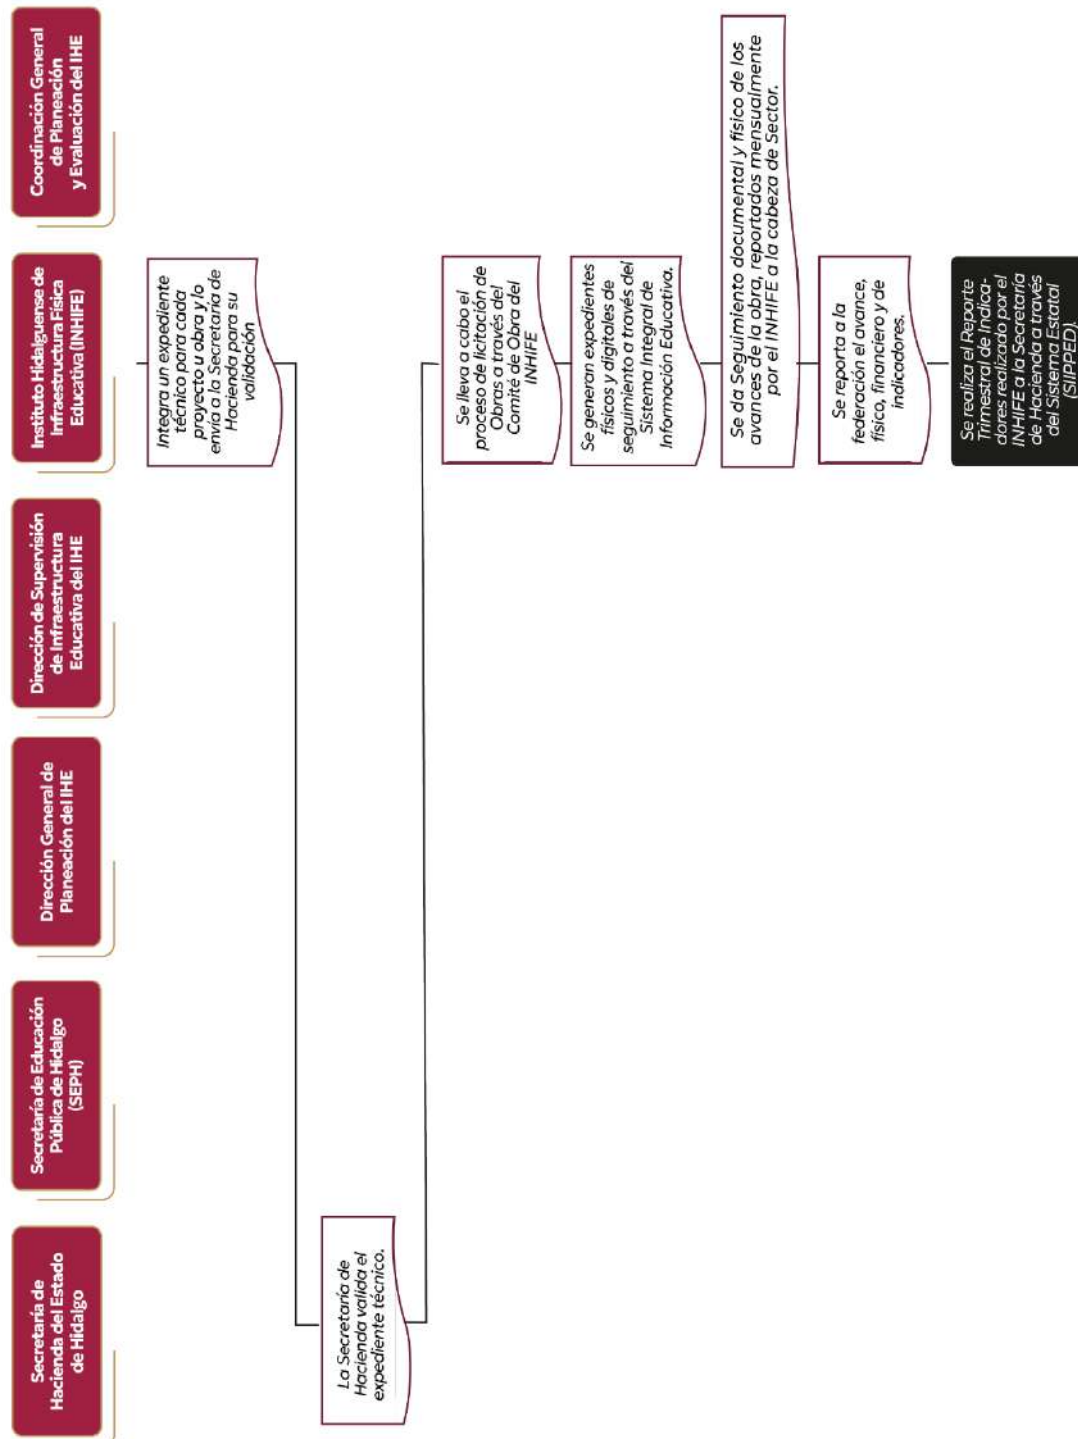 Secretaría de
Hacienda del Estado
de Hidalgo
Secretaría de Educación
Pública de Hidalgo
(SEPH)
Dirección General de
Planeación del IHE
Dirección de Supervisión
de Infraestructura
Educativa del IHE
Instituto Hidalguense de
Infraestructura Física
Educativa (INHIFE)
Coordinación General
de Planeación
y Evaluación del IHE
Integra un expediente
técnico para cada
proyecto u obra y lo
envía a la Secretaría de
Hacienda para su
validación
La Secretaría de
Hacienda valida el
expediente técnico.
Se lleva a cabo el
proceso de licitación de
Obras a través del
Comité de Obra del
INHIFE
Se generan expedientes
físicos y digitales de
seguimiento a través del
Sistema Integral de
Información Educativa.
Se da Seguimiento documental y físico de los
avances de la obra, reportados mensualmente
por el INHIFE a la cabeza de Sector.
Se reporta a la
federación el avance,
físico, financiero y de
indicadores.
Se realiza el Reporte
Trimestral de Indica-
dores realizado por el
INHIFE a la Secretaría
de Hacienda a través
del Sistema Estatal
(SIIPPED).